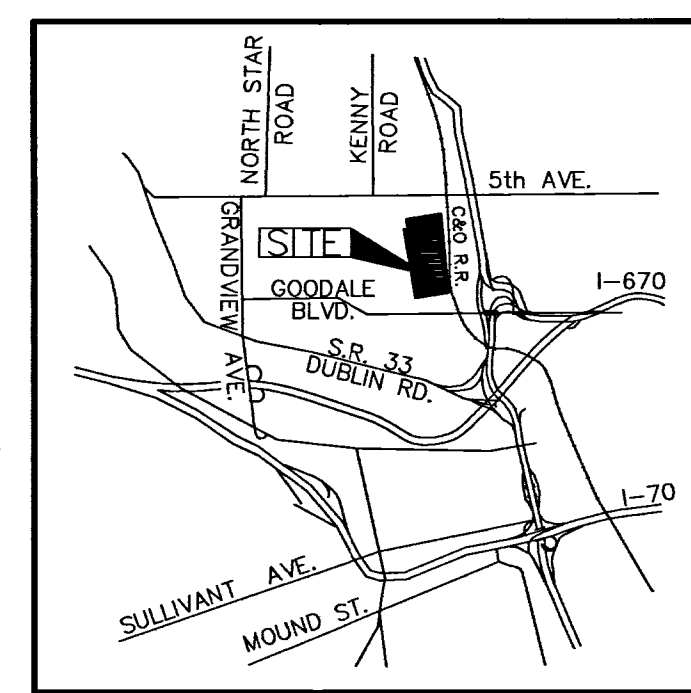 NORTH STAR
ROAD
KENNY
ROAD
5th AVE.
GRANDVIEW AVE.
SITE
C&O R.R.
I-670
GOODALE
BLVD.
S.R. 33
DUBLIN RD.
I-70
SULLIVANT AVE.
MOUND ST.